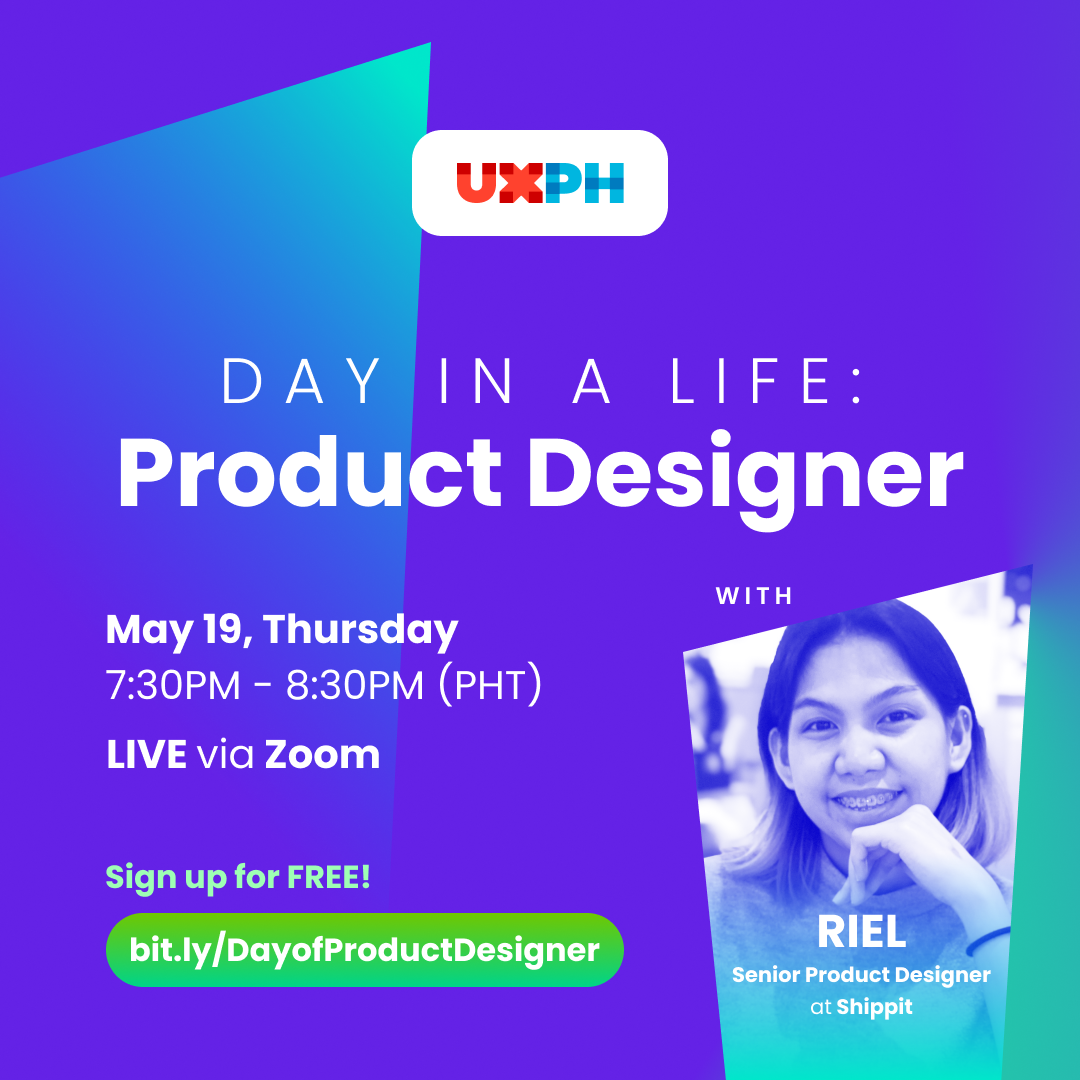 UXPH
DAY IN A LIFE:
Product Designer
WITH
May 19, Thursday
7:30PM - 8:30PM (PHT)
LIVE via Zoom
Sign up for FREE!
bit.ly/DayofProductDesigner
RIEL
Senior Product Designer
at Shippit